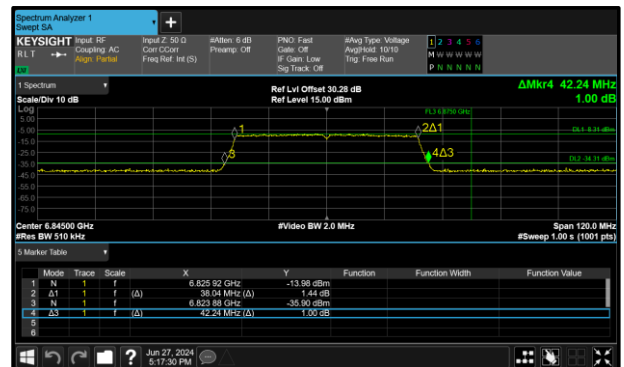 Spectrum Analyzer 1
Swept SA
+
KEYSIGHT Input: RF Input Z: 50 Ω #Atten: 6 dB PNO: Fast #Avg Type: Voltage 1 2 3 4 5 6
RLT Coupling: AC Corr CCorr Preamp: Off Gate: Off Avg|Hold: 10/10 M W W W W W
Align: Partial Freq Ref: Int (S) IF Gain: Low Trig: Free Run
Sig Track: Off P N N N N N
1 Spectrum ΔMkr4 42.24 MHz
Ref Lvl Offset 30.28 dB
Scale/Div 10 dB Ref Level 15.00 dBm 1.00 dB
Log
5.00
-5.00 1 2Δ1 DL1 -8.31 dBm
-15.0
-25.0 3 4Δ3
-35.0 DL2 -34.31 dBm
-45.0
-55.0
-65.0
-75.0
Center 6.84500 GHz #Video BW 2.0 MHz Span 120.0 MHz
#Res BW 510 kHz #Sweep 1.00 s (1001 pts)
5 Marker Table
Mode Trace Scale X Y Function Function Width Function Value
1 N 1 f 6.825 92 GHz -13.98 dBm
2 Δ1 1 f (Δ) 38.04 MHz (Δ) 1.44 dB
3 N 1 f 6.823 88 GHz -35.90 dBm
4 Δ3 1 f (Δ) 42.24 MHz (Δ) 1.00 dB
5
6
? Jun 27, 2024
5:17:30 PM